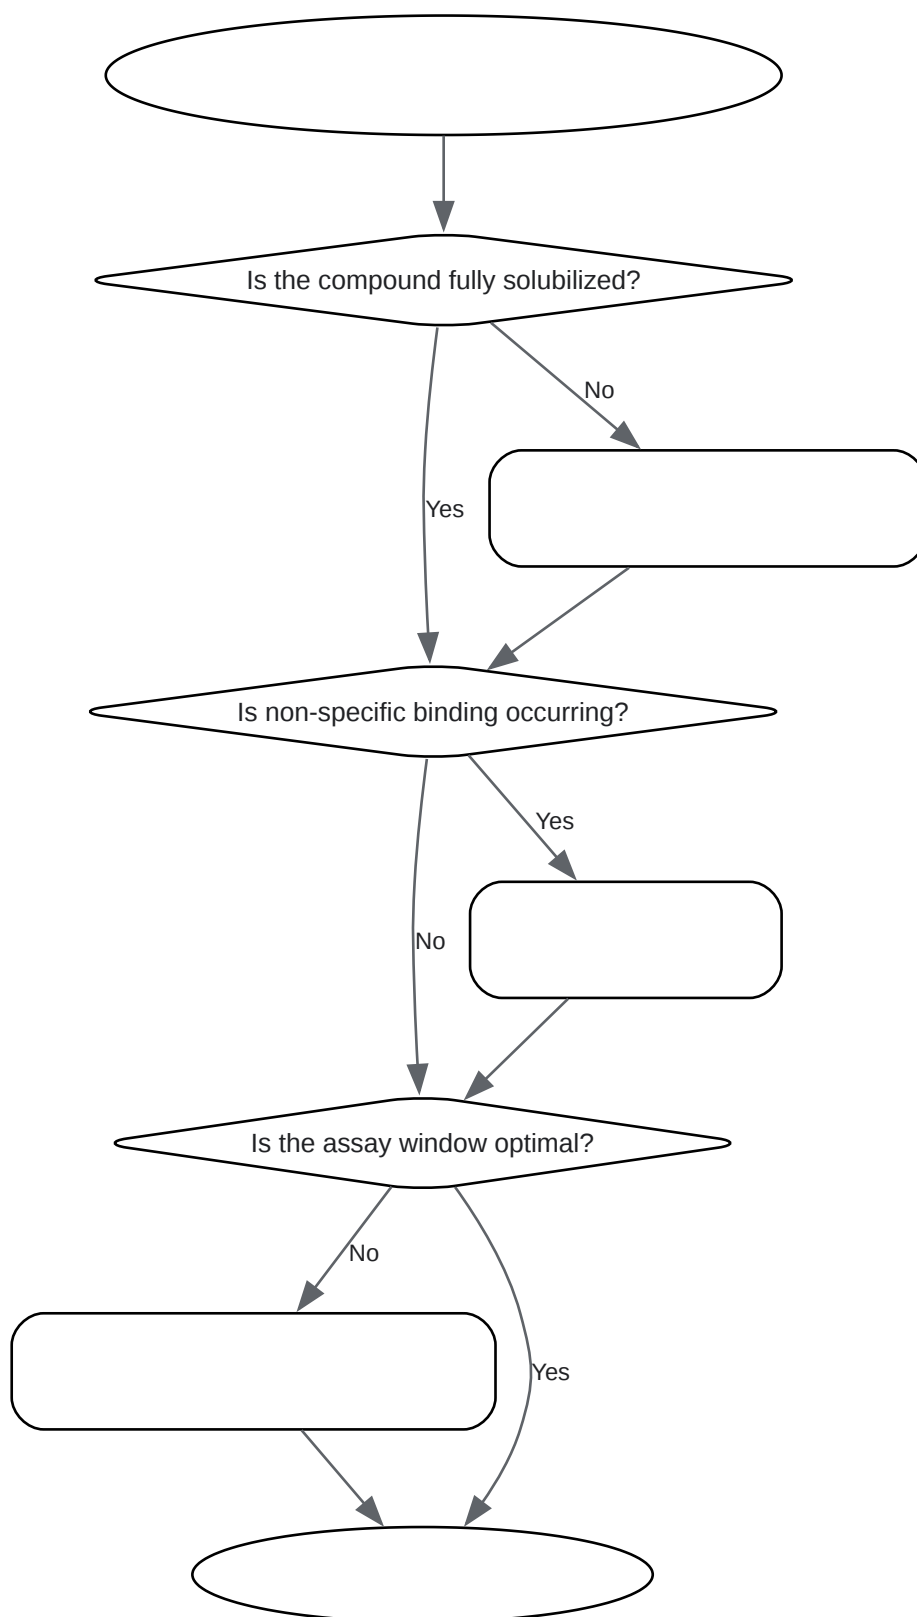 Is the compound fully solubilized?
No
Yes
Is non-specific binding occurring?
Yes
No
Is the assay window optimal?
No
Yes